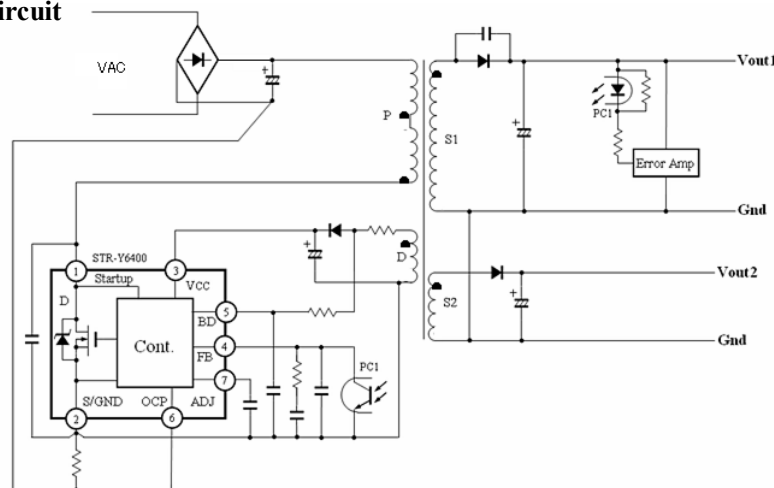 ircuit
VAC
P
S1
PC1
Vout1
Error Amp
Gnd
STR-Y6400
1
Startup
3
VCC
D
D
BD
5
S2
Vout2
Cont.
FB
4
PC1
Gnd
7
S/GND
OCP
ADJ
2
6